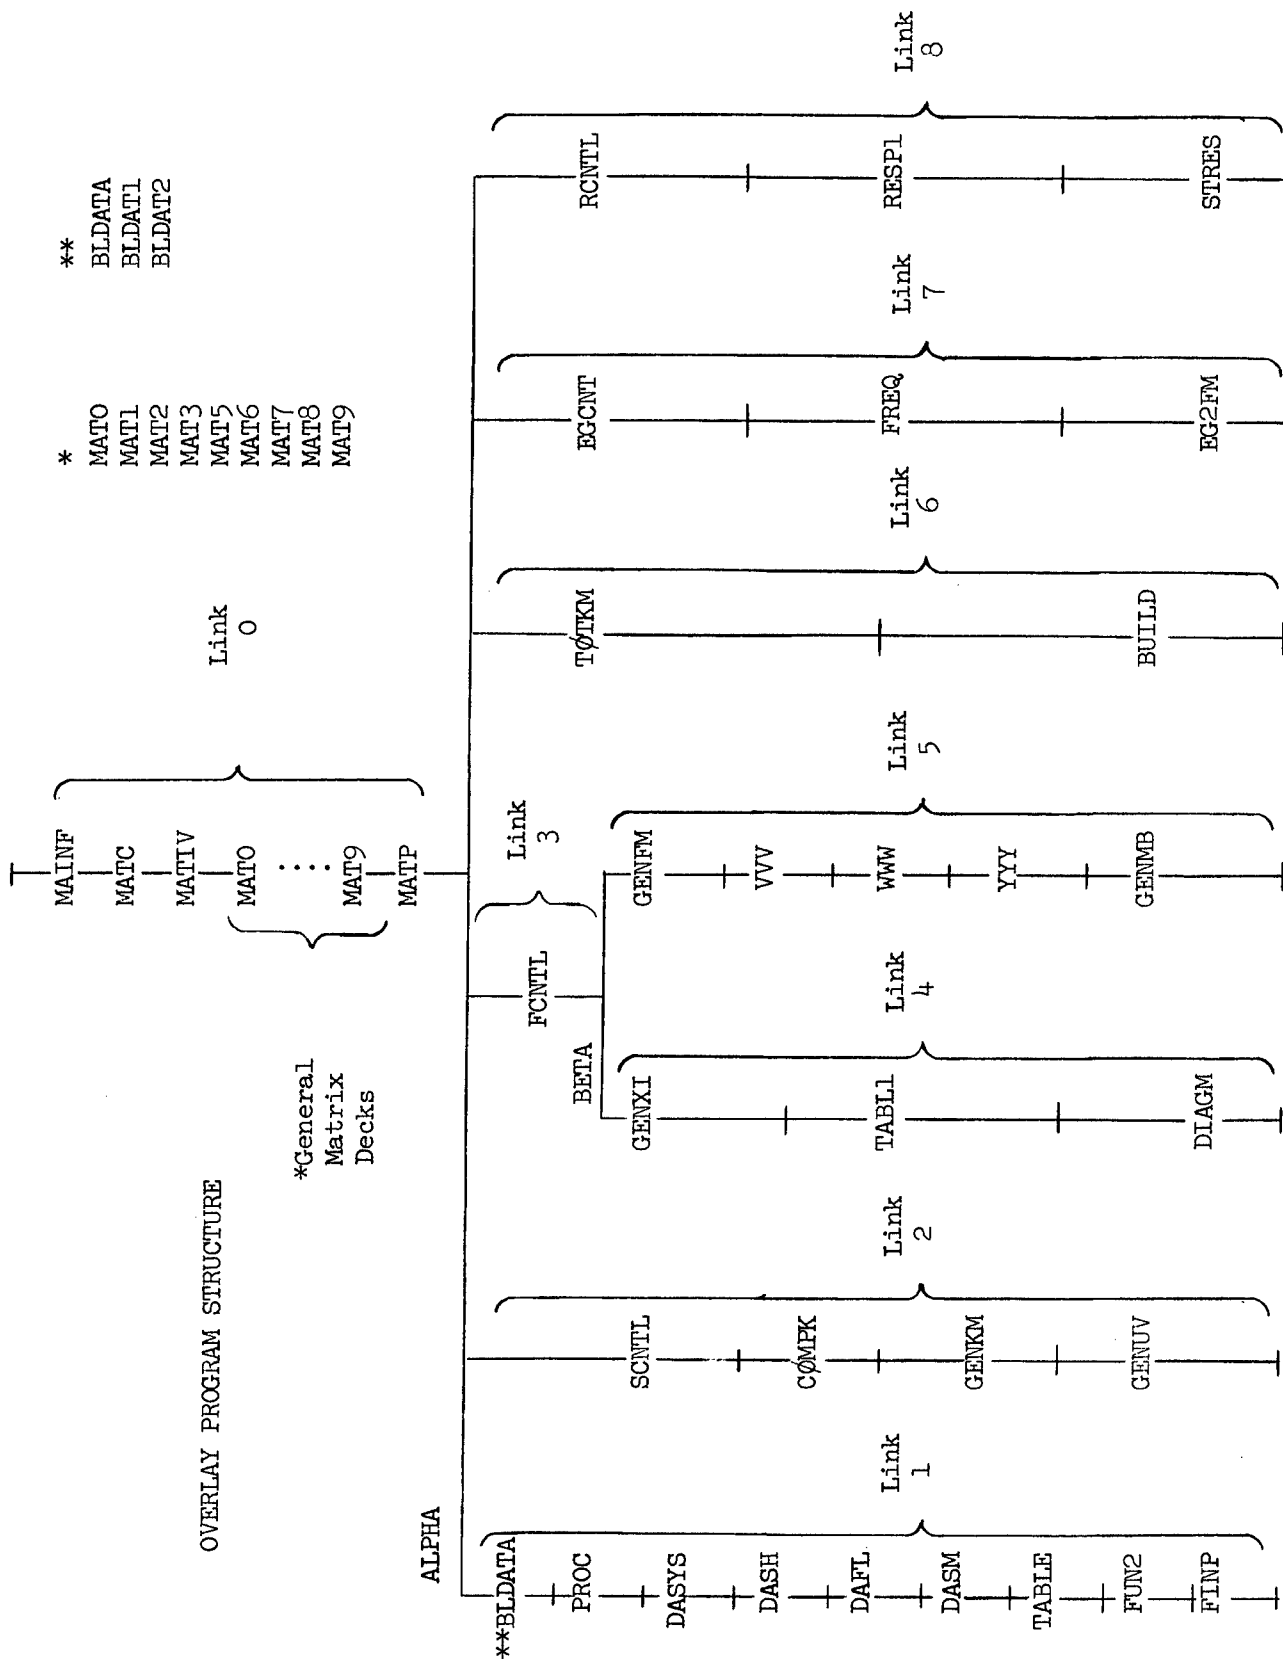 OVERLAY PROGRAM STRUCTURE
MAINF
MATC
MATIV
MATO
MAT9
MATP
Link
0
*General
Matrix
Decks
*
MATO
MAT1
MAT2
MAT3
MAT5
MAT6
MAT7
MAT8
MAT9
**
BLDATA
BLDAT1
BLDAT2
ALPHA
**BLDATA
PROC
DASYS
DASH
DAFL
DASM
TABLE
FUN2
FINP
Link
1
SCNTL
CØMPK
GENKM
GENUV
Link
2
FCNTL
Link
3
BETA
GENXI
TABL1
DIAGM
Link
4
GENFM
VVV
WWW
YYY
GENMB
Link
5
TØTKM
BUILD
Link
6
EGCNT
FREQ
EG2FM
Link
7
RCNTL
RESP1
STRES
Link
8